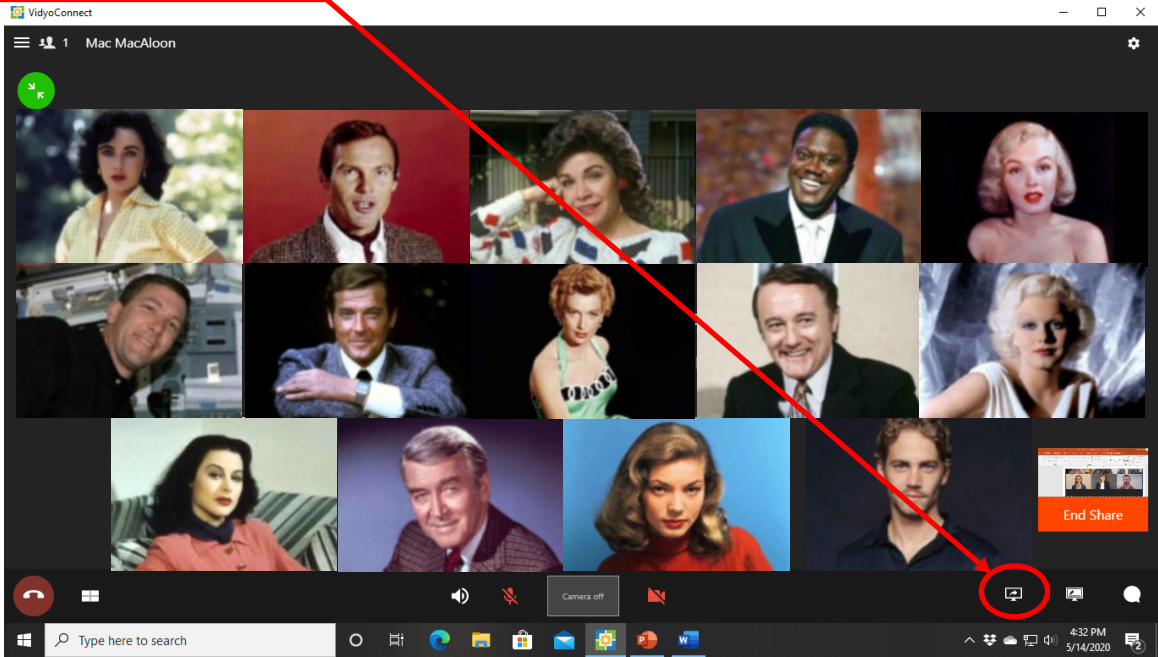 VidyoConnect
1 Mac MacAloon
End Share
Camera off
Type here to search
4:32 PM
5/14/2020
2